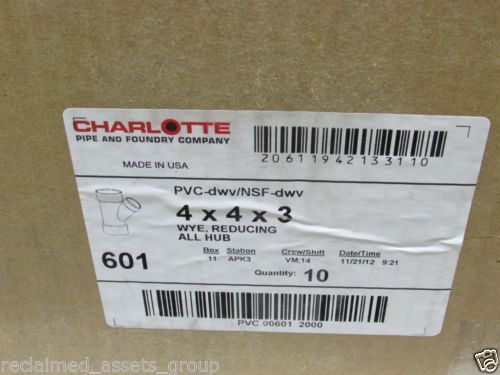 CHARLOTTE
PIPE AND FOUNDRY COMPANY
MADE IN USA
20611942133110
PVC-dwv/NSF-dwv
4 x 4 x 3
WYE, REDUCING
ALL HUB
601
Box Station Crew/Shift Date/Time
11 APK3 VM;14 11/21/12 9:21
Quantity: 10
PVC 00601 2000
reclaimed_assets_group